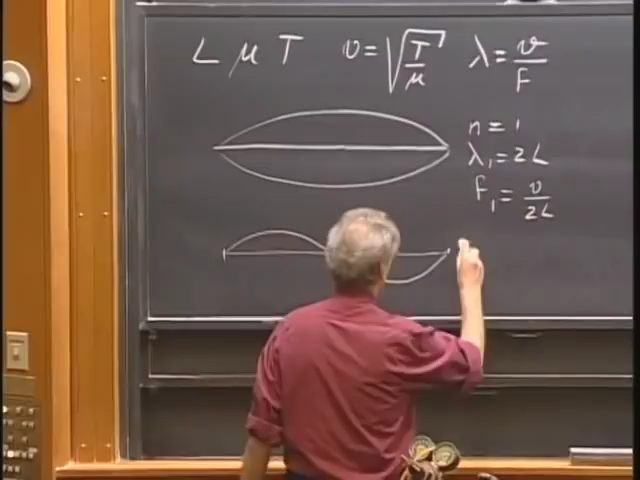 L μ T v=√T/μ λ=v/F
n = 1
λ₁=2L
F₁ = v/2L